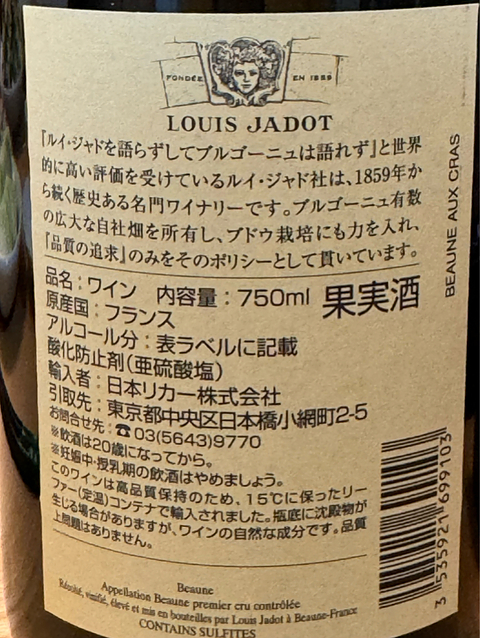 FONDÉE EN 1859
LOUIS JADOT
『ルイ・ジャドを語らずしてブルゴーニュは語れず』と世界
的に高い評価を受けているルイ・ジャド社は、1859年か
ら続く歴史ある名門ワイナリーです。ブルゴーニュ有数
の広大な自社畑を所有し、ブドウ栽培にも力を入れ、
『品質の追求』のみをそのポリシーとして貫いています。
BEAUNE AUX CRAS
品名：ワイン 内容量：750ml 果実酒
原産国：フランス
アルコール分：表ラベルに記載
酸化防止剤（亜硫酸塩）
輸入者：日本リカー株式会社
引取先：東京都中央区日本橋小網町2-5
お問合せ先：☎03(5643)9770
※飲酒は20歳になってから。
※妊娠中・授乳期の飲酒はやめましょう。
このワインは高品質保持のため、15℃に保ったリー
ファー(定温)コンテナで輸入されました。瓶底に沈殿物が
生じる場合がありますが、ワインの自然な成分です。品質
上問題はありません。
3 535921 699103
Beaune
Appellation Beaune premier cru contrôlée
Récolté, vinifié, élevé et mis en bouteilles par Louis Jadot à Beaune-France
CONTAINS SULFITES